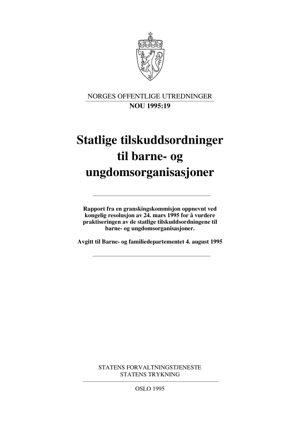 NORGES OFFENTLIGE UTREDNINGER
NOU 1995:19
Statlige tilskuddsordninger
til barne- og
ungdomsorganisasjoner
Rapport fra en granskingskommisjon oppnevnt ved
kongelig resolusjon av 24. mars 1995 for å vurdere
praktiseringen av de statlige tilskuddsordningene til
barne- og ungdomsorganisasjoner.
Avgitt til Barne- og familiedepartementet 4. august 1995
STATENS FORVALTNINGSTJENESTE
STATENS TRYKNING
OSLO 1995